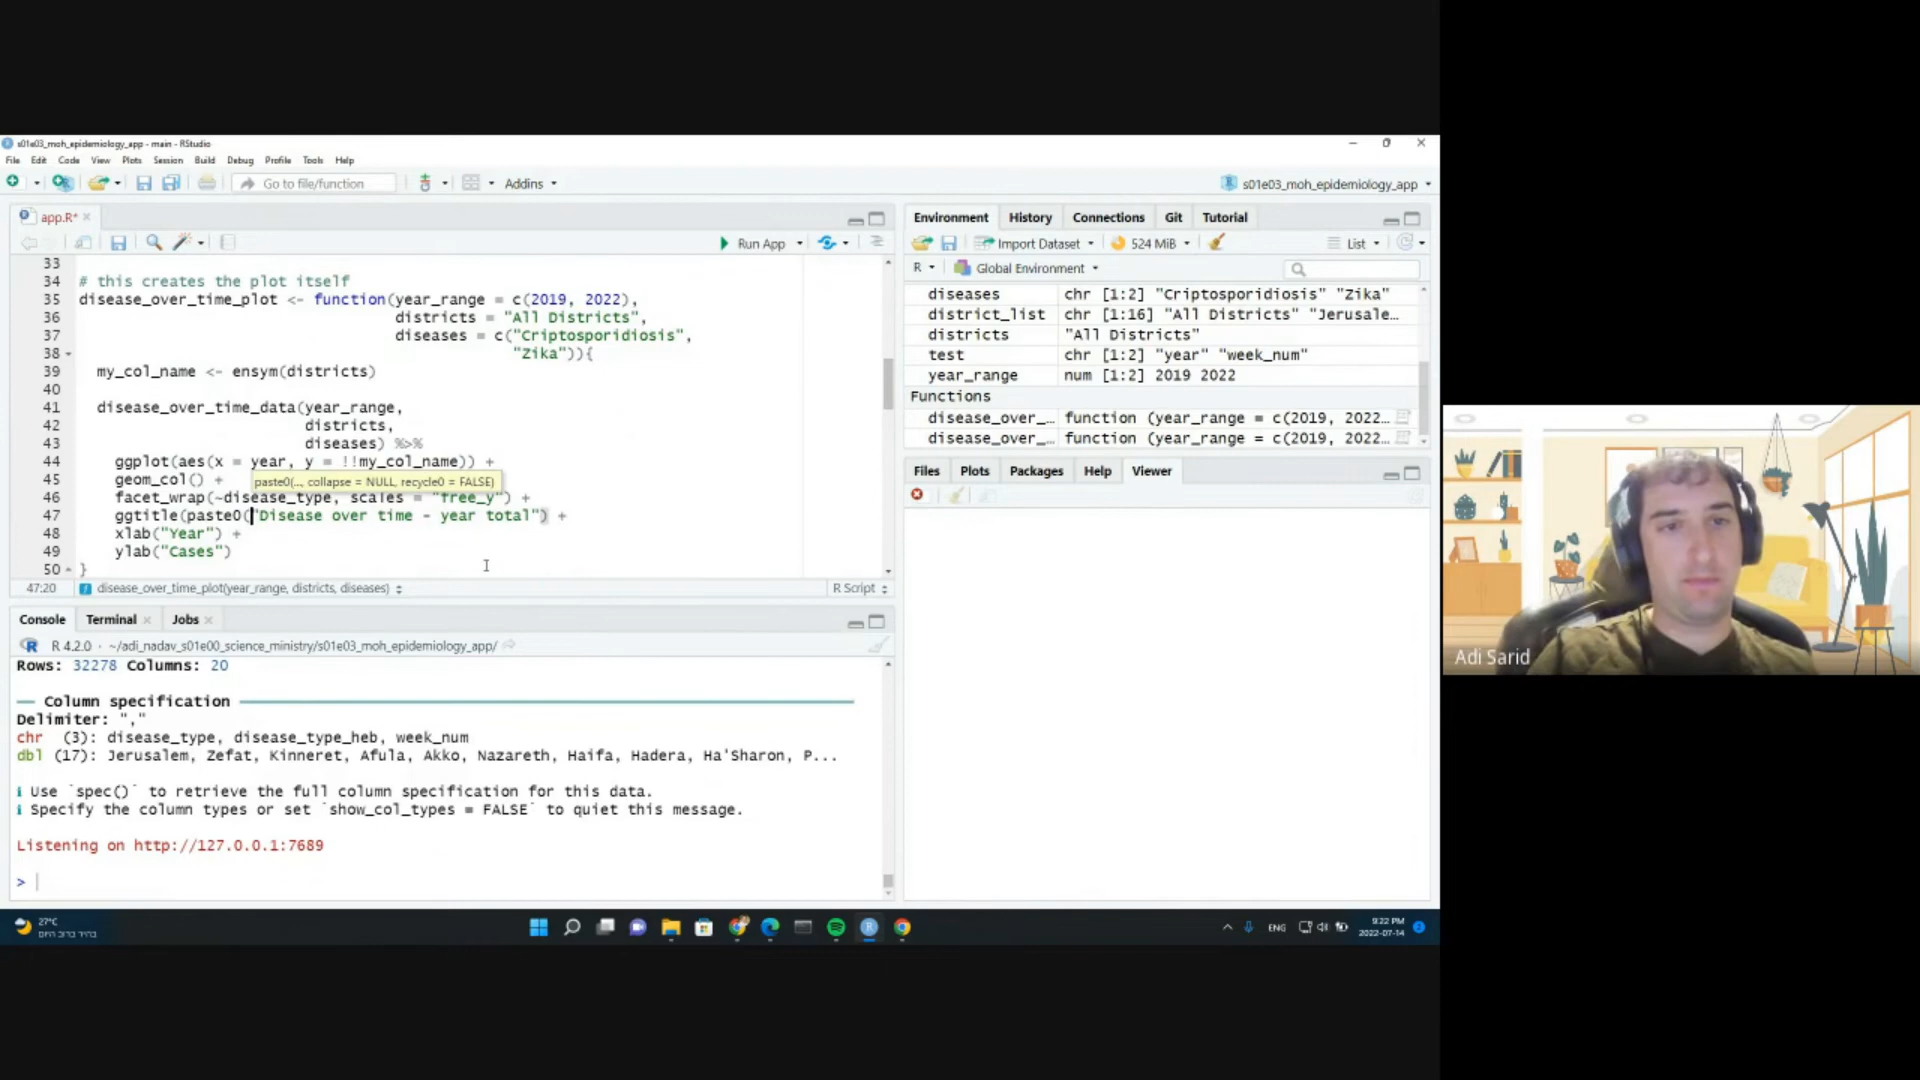 s01e03_moh_epidemiology_app - main - RStudio
File Edit Code View Plots Session Build Debug Profile Tools Help
Go to file/function
Addins
s01e03_moh_epidemiology_app
app.R*
Run App
33
34 # this creates the plot itself
35 disease_over_time_plot <- function(year_range = c(2019, 2022),
36 districts = "All Districts",
37 diseases = c("Criptosporidiosis",
38 "Zika")){
39 my_col_name <- ensym(districts)
40
41 disease_over_time_data(year_range,
42 districts,
43 diseases) %>%
44 ggplot(aes(x = year, y = !!my_col_name)) +
45 geom_col() +
paste0(..., collapse = NULL, recycle0 = FALSE)
46 facet_wrap(~disease_type, scales = "free_y") +
47 ggtitle(paste0("Disease over time - year total") +
48 xlab("Year") +
49 ylab("Cases")
50 }
47:20 disease_over_time_plot(year_range, districts, diseases) R Script
Console Terminal Jobs
R 4.2.0 · ~/adi_nadav_s01e00_science_ministry/s01e03_moh_epidemiology_app/
Rows: 32278 Columns: 20
Column specification
Delimiter: ","
chr (3): disease_type, disease_type_heb, week_num
dbl (17): Jerusalem, Zefat, Kinneret, Afula, Akko, Nazareth, Haifa, Hadera, Ha'Sharon, P...
i Use `spec()` to retrieve the full column specification for this data.
i Specify the column types or set `show_col_types = FALSE` to quiet this message.
Listening on http://127.0.0.1:7689
>
Environment History Connections Git Tutorial
Import Dataset 524 MiB List
R Global Environment
diseases chr [1:2] "Criptosporidiosis" "Zika"
district_list chr [1:16] "All Districts" "Jerusale…
districts "All Districts"
test chr [1:2] "year" "week_num"
year_range num [1:2] 2019 2022
Functions
disease_over_… function (year_range = c(2019, 2022…
disease_over_… function (year_range = c(2019, 2022…
Files Plots Packages Help Viewer
Adi Sarid
27°C
ENG
9:22 PM
2022-07-14